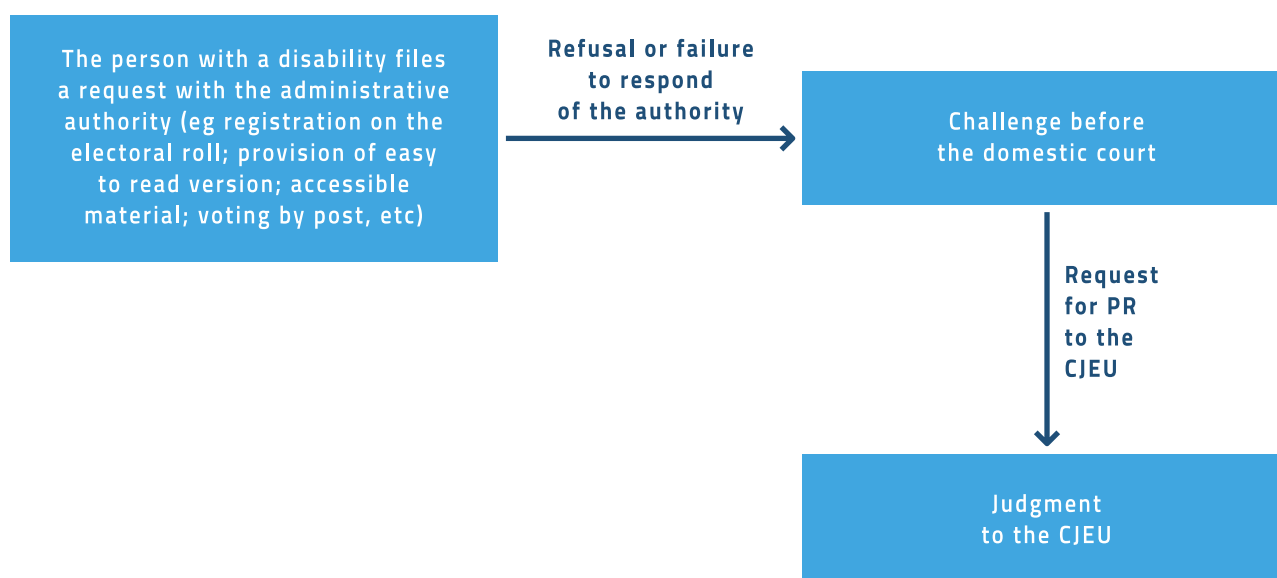 The person with a disability files
a request with the administrative
authority (eg registration on the
electoral roll; provision of easy
to read version; accessible
material; voting by post, etc)
Refusal or failure
to respond
of the authority
Challenge before
the domestic court
Request
for PR
to the
CJEU
Judgment
to the CJEU